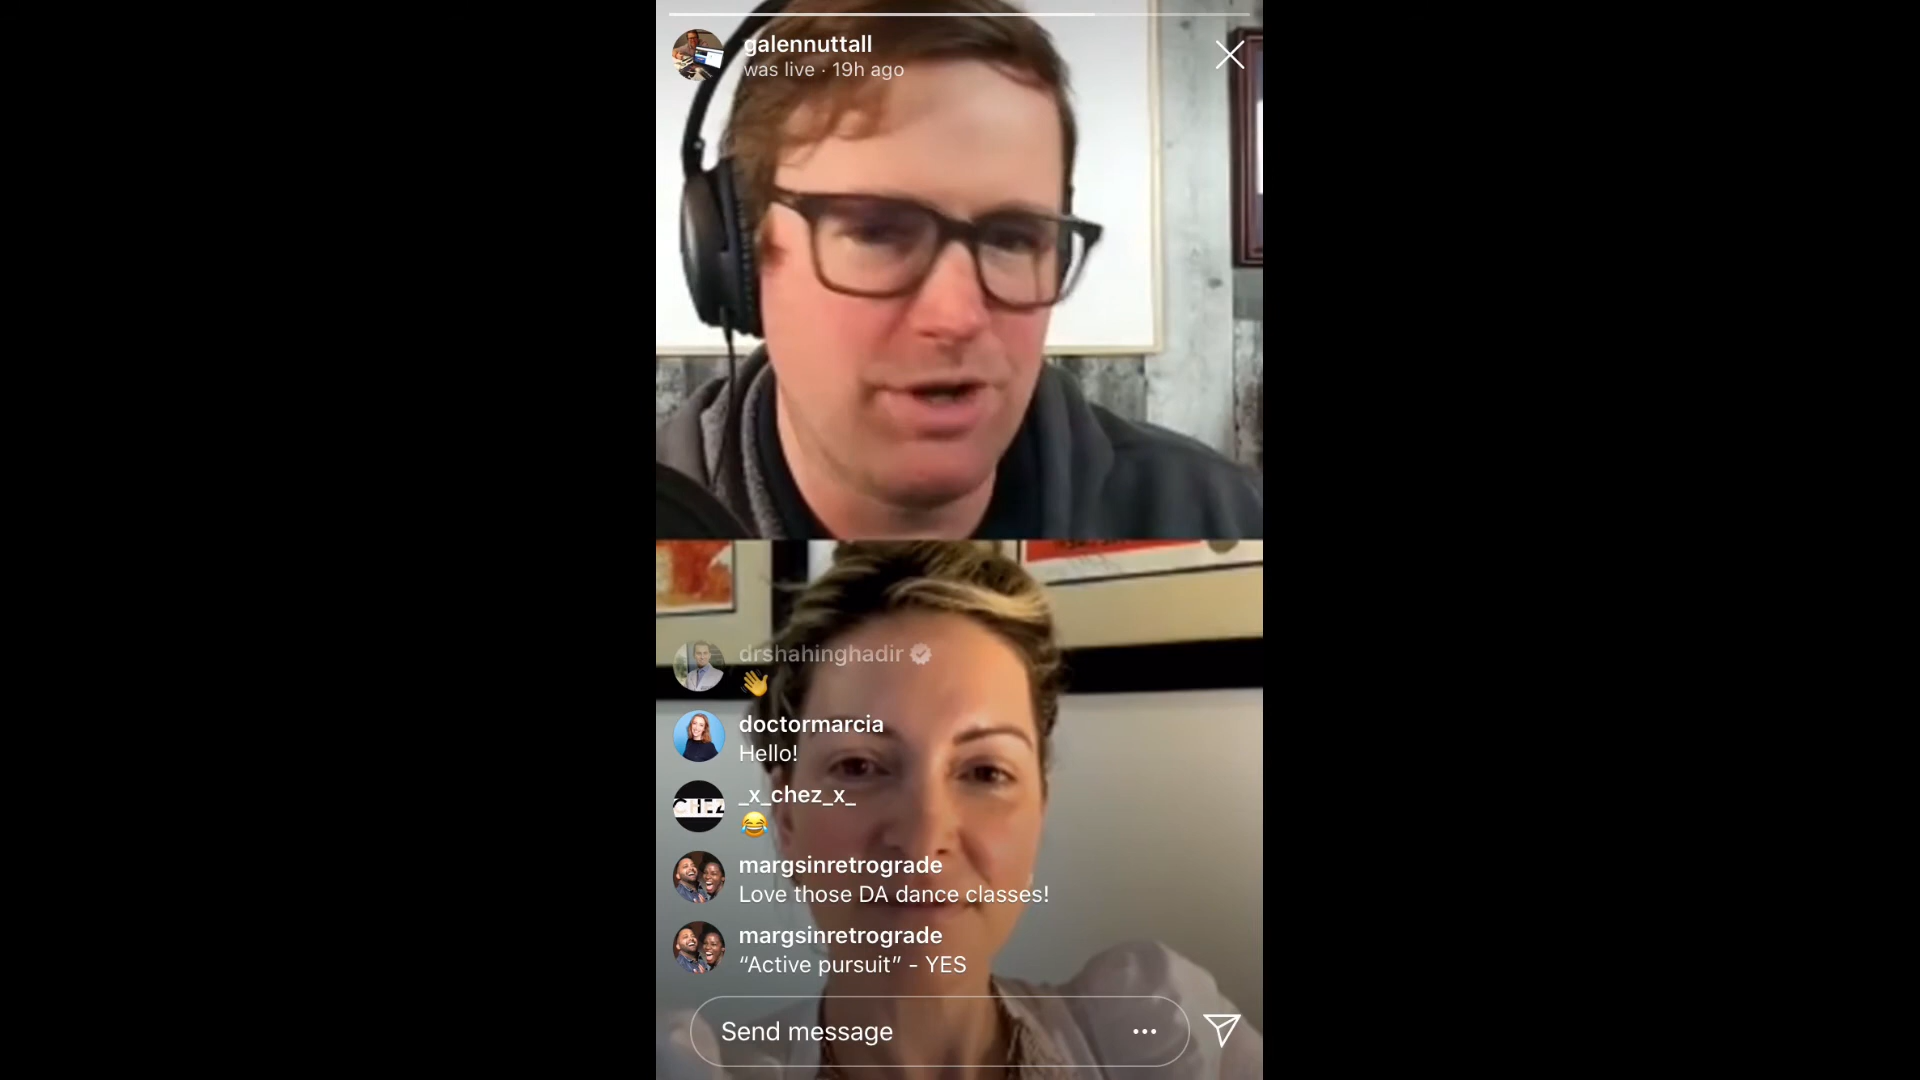 galennuttall
was live · 19h ago
drshahinghadir
👋
doctormarcia
Hello!
_x_chez_x_
😂
margsinretrograde
Love those DA dance classes!
margsinretrograde
“Active pursuit” - YES
Send message